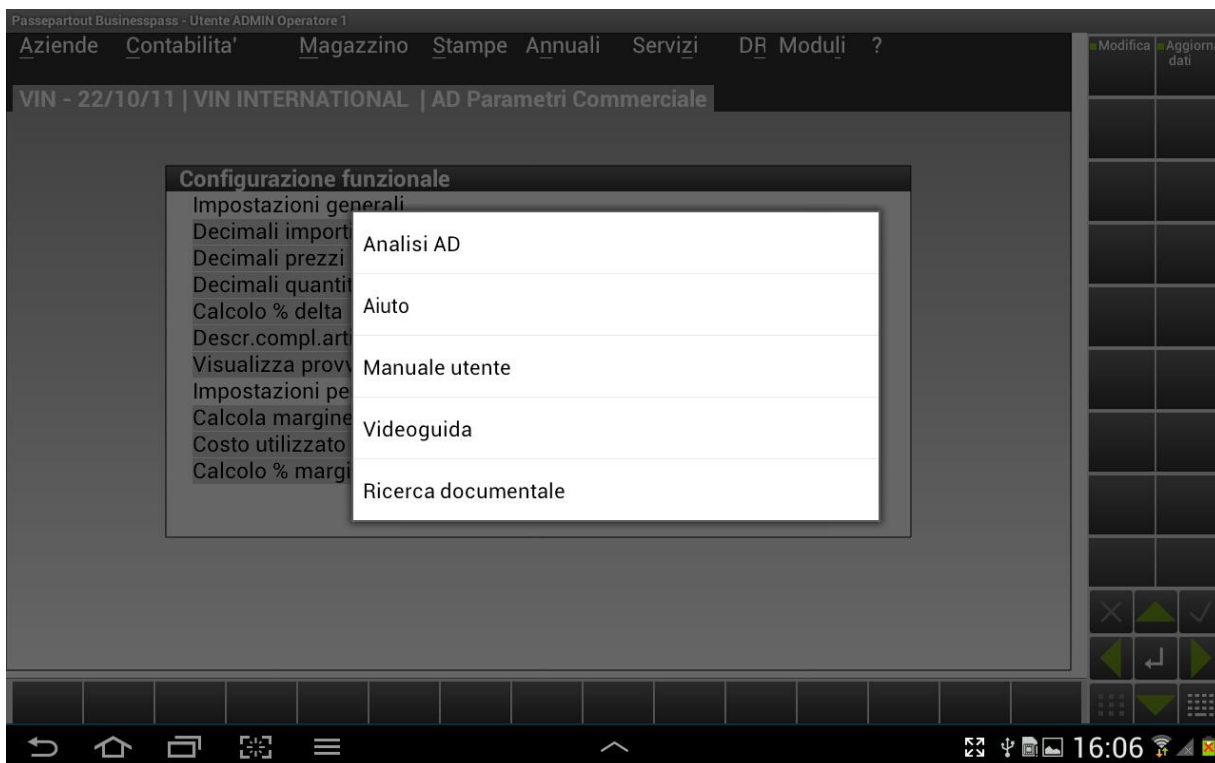 Passepartout Businesspass - Utente ADMIN Operatore 1
Aziende Contabilita' Magazzino Stampe Annuali Servizi DR Moduli ?
Modifica Aggiorna dati
VIN - 22/10/11 | VIN INTERNATIONAL | AD Parametri Commerciale
Configurazione funzionale
Impostazioni generali
Decimali import
Decimali prezzi
Decimali quantit
Calcolo % delta
Descr.compl.arti
Visualizza provv
Impostazioni pe
Calcola margine
Costo utilizzato
Calcolo % margi
Analisi AD
Aiuto
Manuale utente
Videoguida
Ricerca documentale
16:06